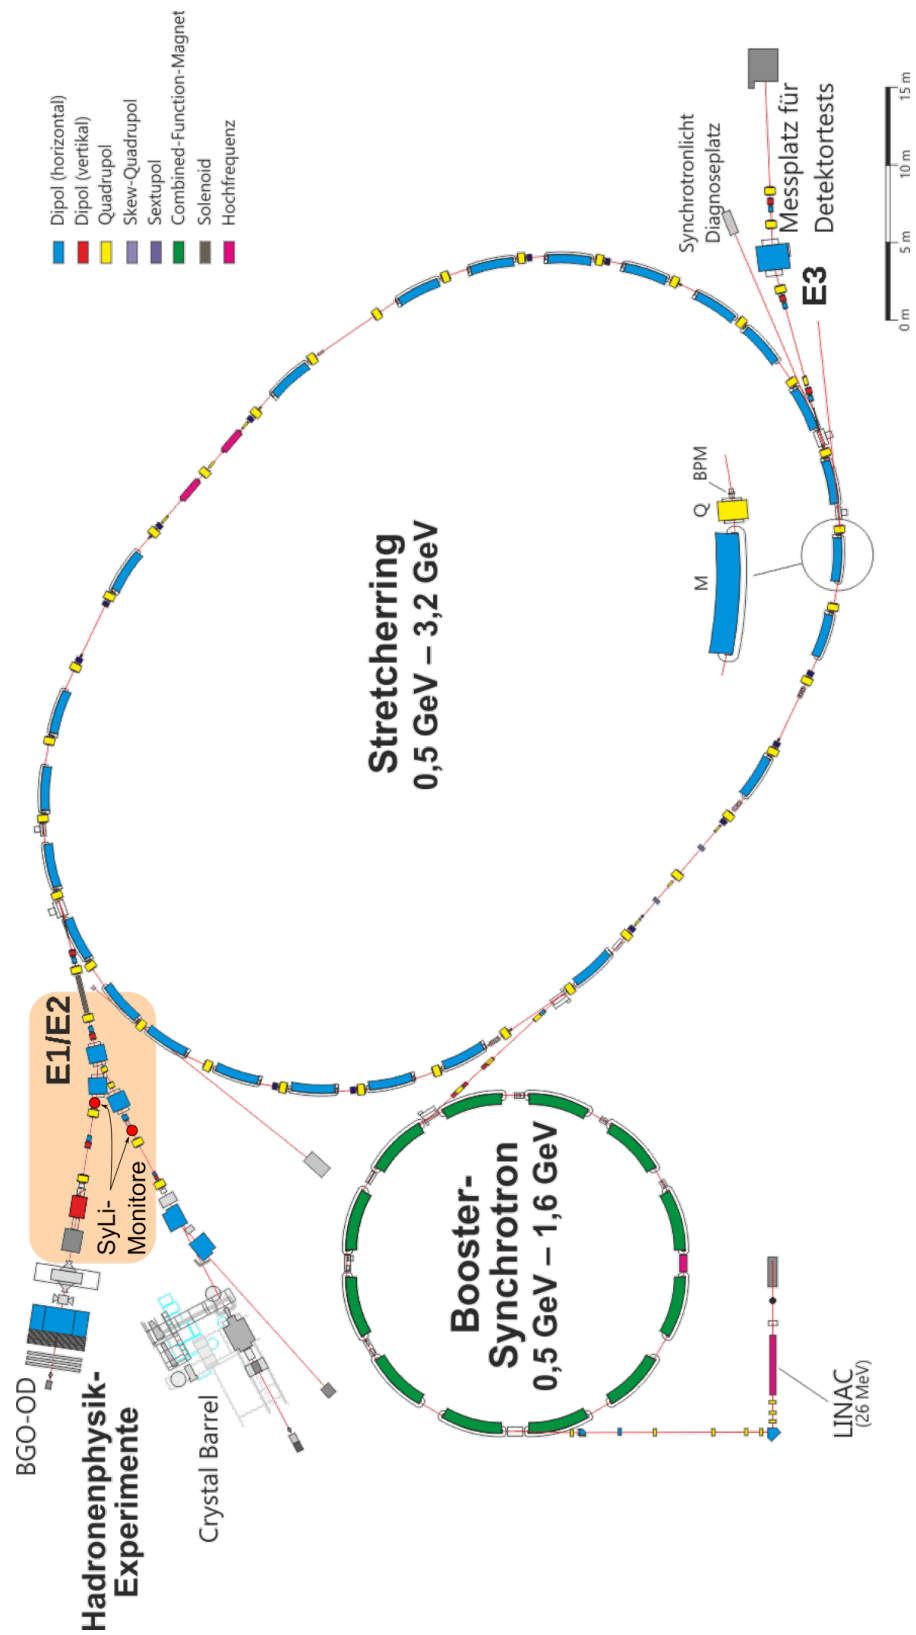 Dipol (horizontal)
Dipol (vertikal)
Quadrupol
Skew-Quadrupol
Sextupol
Combined-Function-Magnet
Solenoid
Hochfrequenz
E1/E2
SyLi-
Monitore
BGO-OD
Hadronenphysik-
Experimente
Crystal Barrel
Stretcherring
0,5 GeV – 3,2 GeV
Booster-
Synchrotron
0,5 GeV – 1,6 GeV
LINAC
(26 MeV)
M
Q
BPM
Synchrotronlicht
Diagnoseplatz
Messplatz für
Detektortests
E3
0 m
5 m
10 m
15 m